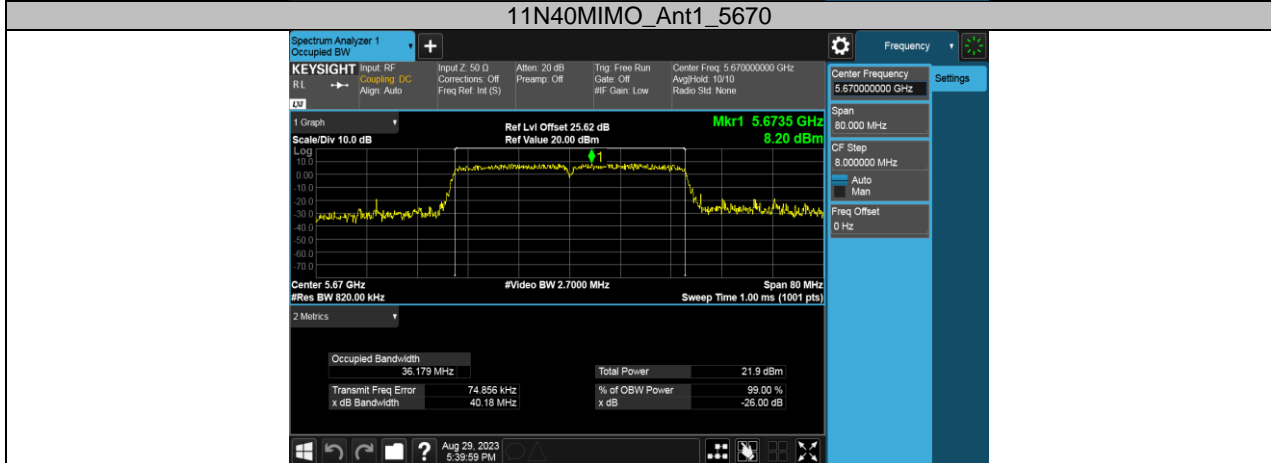 11N40MIMO_Ant1_5670
Spectrum Analyzer 1
Occupied BW
+
Frequency
KEYSIGHT
RL
LXI
Input: RF
Coupling: DC
Align: Auto
Input Z: 50 Ω
Corrections: Off
Freq Ref: Int (S)
Atten: 20 dB
Preamp: Off
Trig: Free Run
Gate: Off
#IF Gain: Low
Center Freq: 5.670000000 GHz
Avg|Hold: 10/10
Radio Std: None
Center Frequency
5.670000000 GHz
Settings
Span
80.000 MHz
CF Step
8.000000 MHz
Auto
Man
Freq Offset
0 Hz
1 Graph
Scale/Div 10.0 dB
Ref Lvl Offset 25.62 dB
Ref Value 20.00 dBm
Mkr1 5.6735 GHz
8.20 dBm
Log
10.0
0.00
-10.0
-20.0
-30.0
-40.0
-50.0
-60.0
-70.0
1
Center 5.67 GHz
#Res BW 820.00 kHz
#Video BW 2.7000 MHz
Span 80 MHz
Sweep Time 1.00 ms (1001 pts)
2 Metrics
Occupied Bandwidth
36.179 MHz
Total Power 21.9 dBm
Transmit Freq Error 74.856 kHz
% of OBW Power 99.00 %
x dB Bandwidth 40.18 MHz
x dB -26.00 dB
?
Aug 29, 2023
5:39:59 PM